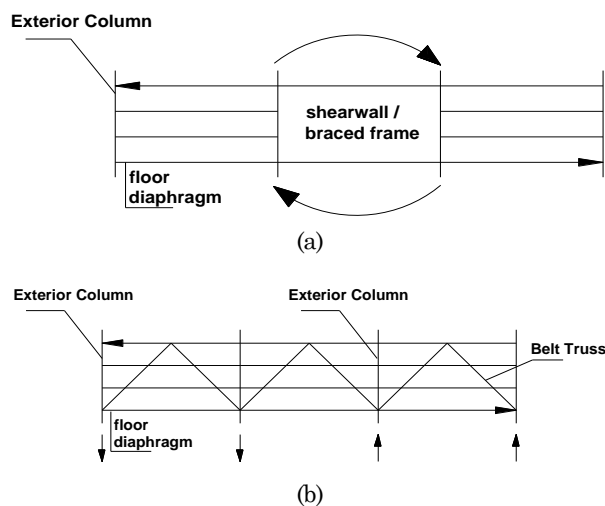 Exterior Column
shearwall /
braced frame
floor
diaphragm
(a)
Exterior Column
Exterior Column
Belt Truss
floor
diaphragm
(b)